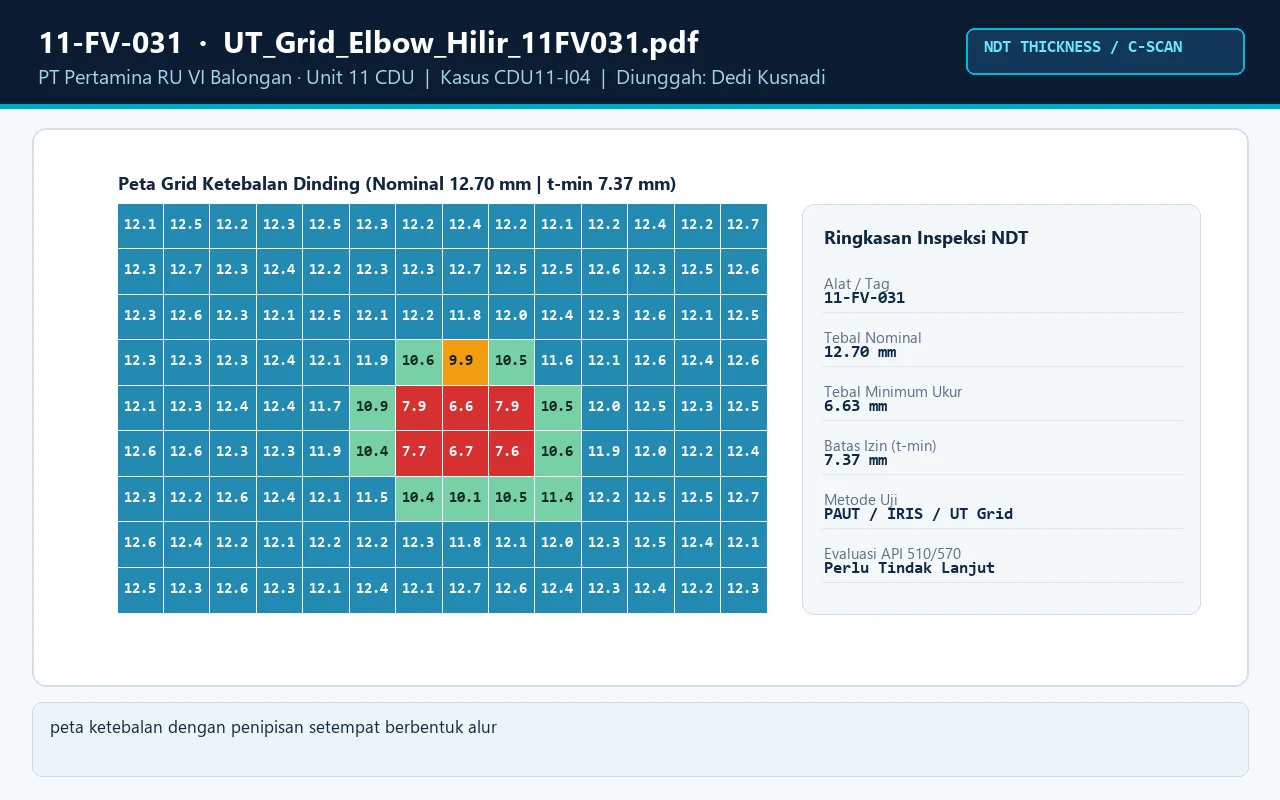 11-FV-031 · UT_Grid_Elbow_Hilir_11FV031.pdf
NDT THICKNESS / C-SCAN
PT Pertamina RU VI Balongan · Unit 11 CDU | Kasus CDU11-I04 | Diunggah: Dedi Kusnadi
Peta Grid Ketebalan Dinding (Nominal 12.70 mm | t-min 7.37 mm)
12.1 12.5 12.2 12.3 12.5 12.3 12.2 12.4 12.2 12.1 12.2 12.4 12.2 12.7
12.3 12.7 12.3 12.4 12.2 12.3 12.3 12.7 12.5 12.5 12.6 12.3 12.5 12.6
12.3 12.6 12.3 12.1 12.5 12.1 12.2 11.8 12.0 12.4 12.3 12.6 12.1 12.5
12.3 12.3 12.3 12.4 12.1 11.9 10.6 9.9 10.5 11.6 12.1 12.6 12.4 12.6
12.1 12.3 12.4 12.4 11.7 10.9 7.9 6.6 7.9 10.5 12.0 12.5 12.3 12.5
12.6 12.6 12.3 12.3 11.9 10.4 7.7 6.7 7.6 10.6 11.9 12.0 12.2 12.4
12.3 12.2 12.6 12.4 12.1 11.5 10.4 10.1 10.5 11.4 12.2 12.5 12.5 12.7
12.6 12.4 12.2 12.1 12.2 12.2 12.3 11.8 12.1 12.0 12.3 12.5 12.4 12.1
12.5 12.3 12.6 12.3 12.1 12.4 12.1 12.7 12.6 12.4 12.3 12.4 12.2 12.3
Ringkasan Inspeksi NDT
Alat / Tag
11-FV-031
Tebal Nominal
12.70 mm
Tebal Minimum Ukur
6.63 mm
Batas Izin (t-min)
7.37 mm
Metode Uji
PAUT / IRIS / UT Grid
Evaluasi API 510/570
Perlu Tindak Lanjut
peta ketebalan dengan penipisan setempat berbentuk alur